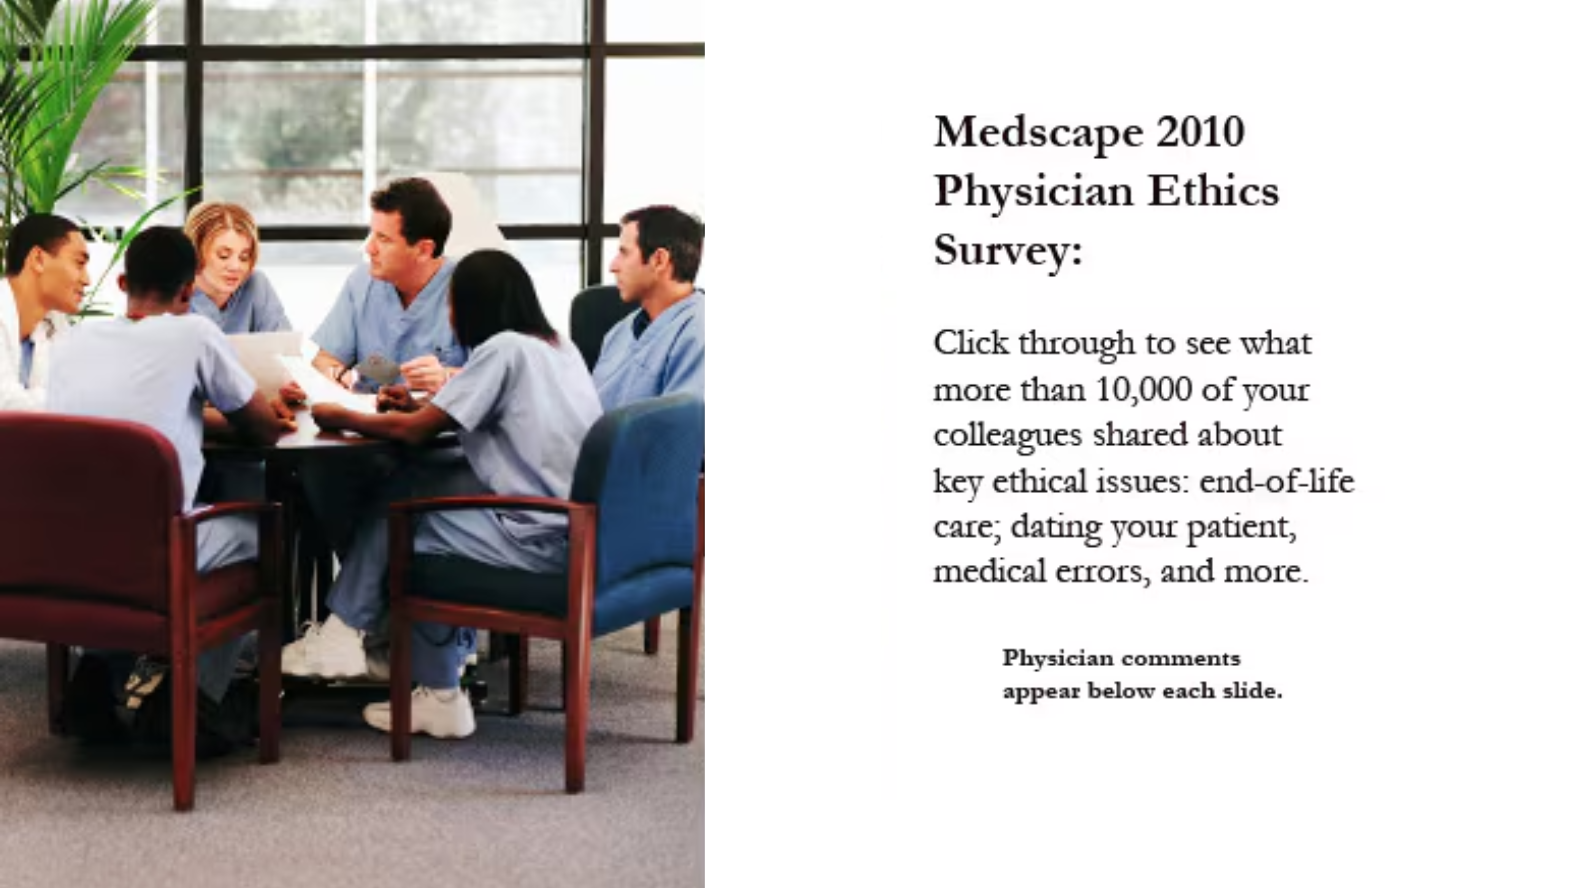 Medscape 2010
Physician Ethics
Survey:
Click through to see what
more than 10,000 of your
colleagues shared about
key ethical issues: end-of-life
care; dating your patient,
medical errors, and more.
Physician comments
appear below each slide.